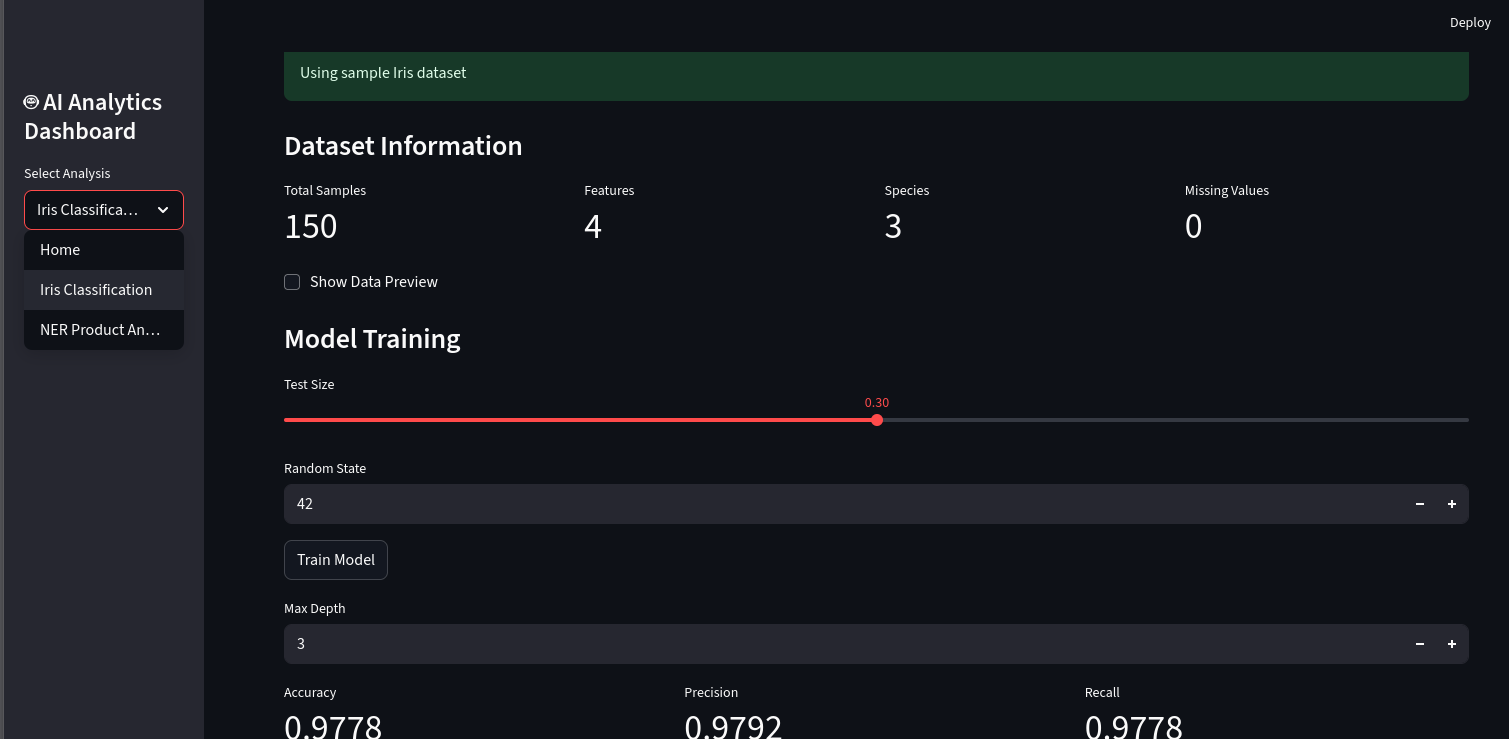 Deploy
AI Analytics
Dashboard
Select Analysis
Iris Classifica...
Home
Iris Classification
NER Product An...
Using sample Iris dataset
Dataset Information
Total Samples
Features
Species
Missing Values
150
4
3
0
Show Data Preview
Model Training
Test Size
0.30
Random State
42
Train Model
Max Depth
3
Accuracy
Precision
Recall
0.9778
0.9792
0.9778